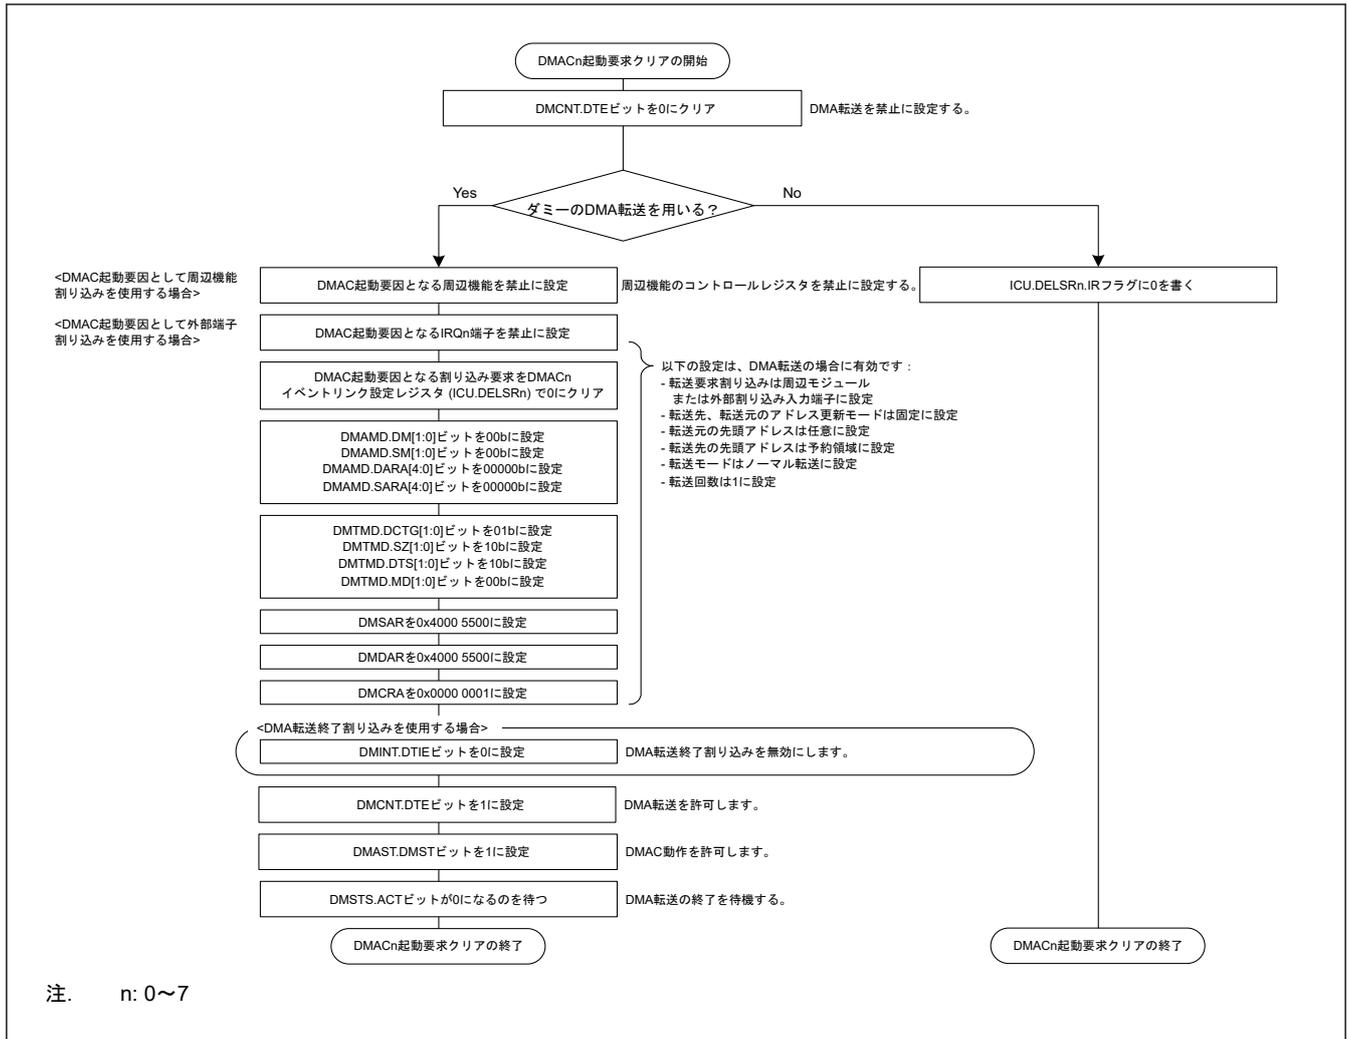 DMACn起動要求クリアの開始
DMCNT.DTEビットを0にクリア
DMA転送を禁止に設定する。
Yes
No
ダミーのDMA転送を用いる？
<DMAC起動要因として周辺機能
割り込みを使用する場合>
DMAC起動要因となる周辺機能を禁止に設定
周辺機能のコントロールレジスタを禁止に設定する。
ICU.DELSRn.IRフラグに0を書く
<DMAC起動要因として外部端子
割り込みを使用する場合>
DMAC起動要因となるIRQn端子を禁止に設定
DMAC起動要因となる割り込み要求をDMACn
イベントリンク設定レジスタ (ICU.DELSRn) で0にクリア
以下の設定は、DMA転送の場合に有効です：
- 転送要求割り込みは周辺モジュール
または外部割り込み入力端子に設定
- 転送先、転送元のアドレス更新モードは固定に設定
- 転送元の先頭アドレスは任意に設定
- 転送先の先頭アドレスは予約領域に設定
- 転送モードはノーマル転送に設定
- 転送回数は1に設定
DMAMD.DM[1:0]ビットを00bに設定
DMAMD.SM[1:0]ビットを00bに設定
DMAMD.DARA[4:0]ビットを00000bに設定
DMAMD.SARA[4:0]ビットを00000bに設定
DMTMD.DCTG[1:0]ビットを01bに設定
DMTMD.SZ[1:0]ビットを10bに設定
DMTMD.DTS[1:0]ビットを10bに設定
DMTMD.MD[1:0]ビットを00bに設定
DMSARを0x4000 5500に設定
DMDARを0x4000 5500に設定
DMCRAを0x0000 0001に設定
<DMA転送終了割り込みを使用する場合>
DMINT.DTIEビットを0に設定
DMA転送終了割り込みを無効にします。
DMCNT.DTEビットを1に設定
DMA転送を許可します。
DMAST.DMSTビットを1に設定
DMAC動作を許可します。
DMSTS.ACTビットが0になるのを待つ
DMA転送の終了を待機する。
DMACn起動要求クリアの終了
DMACn起動要求クリアの終了
注. n: 0～7